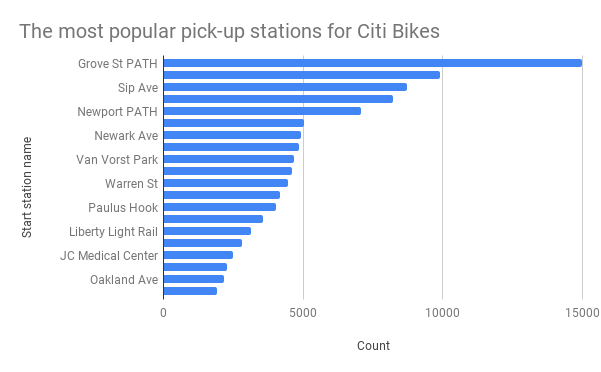 The most popular pick-up stations for Citi Bikes
Start station name
Grove St PATH
Sip Ave
Newport PATH
Newark Ave
Van Vorst Park
Warren St
Paulus Hook
Liberty Light Rail
JC Medical Center
Oakland Ave
0 5000 10000 15000
Count